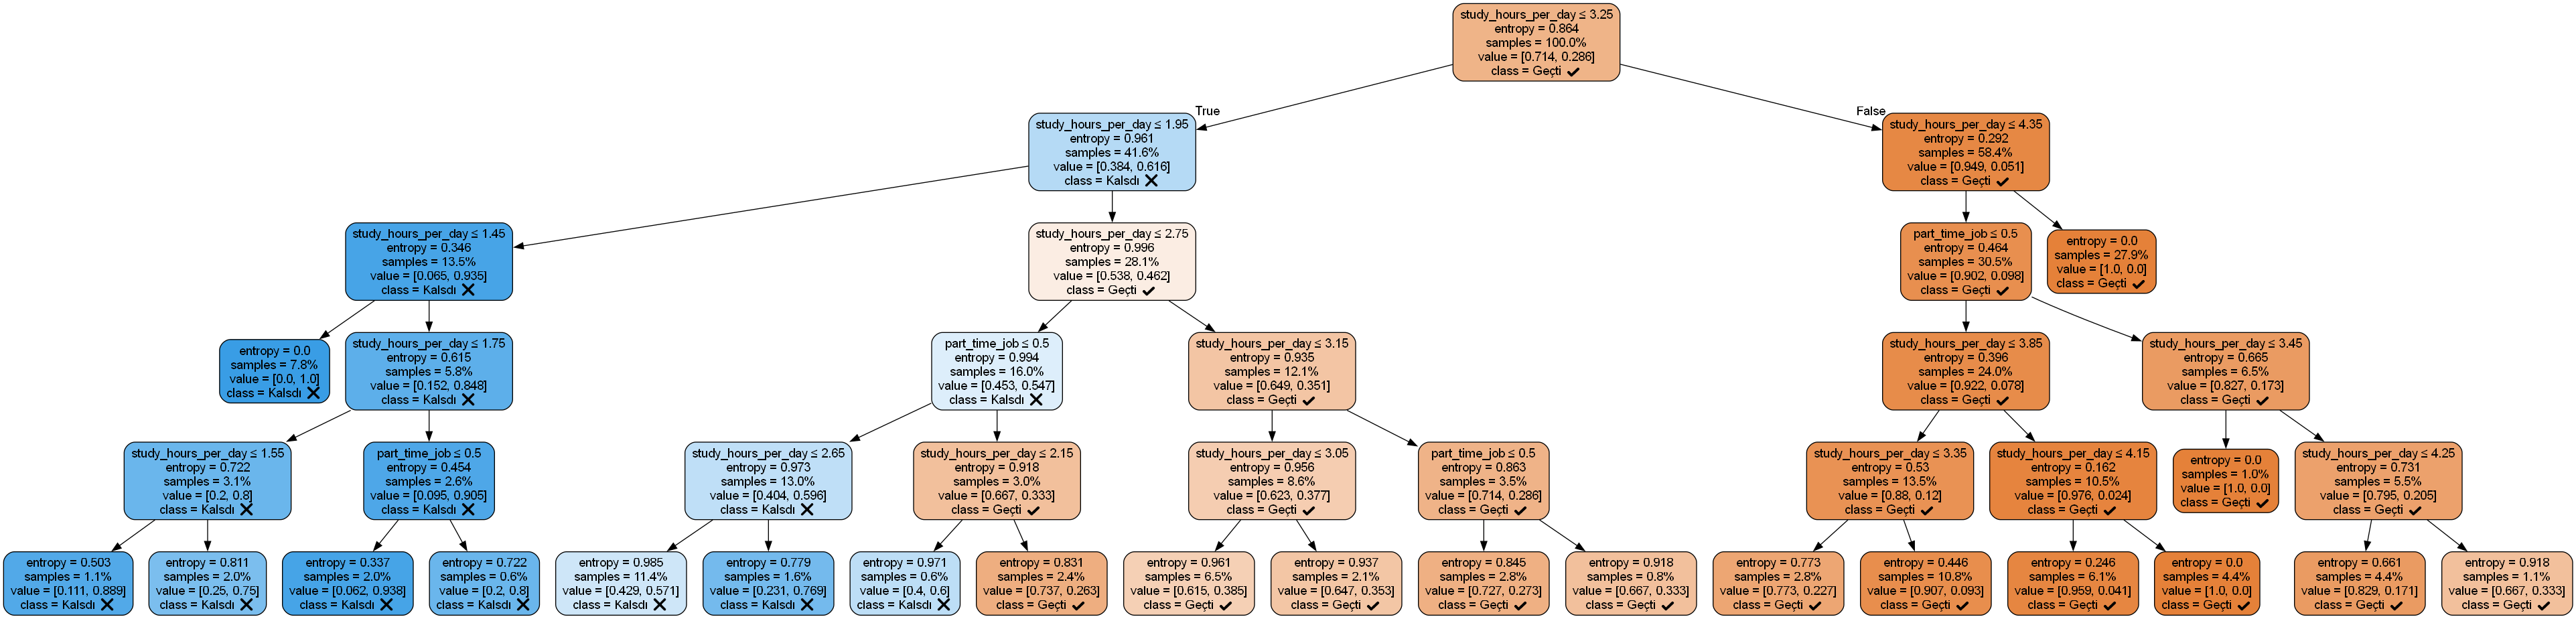 study_hours_per_day ≤ 3.25
entropy = 0.864
samples = 100.0%
value = [0.714, 0.286]
class = Geçti ✔
True
False
study_hours_per_day ≤ 1.95
entropy = 0.961
samples = 41.6%
value = [0.384, 0.616]
class = Kalsdı ✖
study_hours_per_day ≤ 4.35
entropy = 0.292
samples = 58.4%
value = [0.949, 0.051]
class = Geçti ✔
study_hours_per_day ≤ 1.45
entropy = 0.346
samples = 13.5%
value = [0.065, 0.935]
class = Kalsdı ✖
study_hours_per_day ≤ 2.75
entropy = 0.996
samples = 28.1%
value = [0.538, 0.462]
class = Geçti ✔
part_time_job ≤ 0.5
entropy = 0.464
samples = 30.5%
value = [0.902, 0.098]
class = Geçti ✔
entropy = 0.0
samples = 27.9%
value = [1.0, 0.0]
class = Geçti ✔
entropy = 0.0
samples = 7.8%
value = [0.0, 1.0]
class = Kalsdı ✖
study_hours_per_day ≤ 1.75
entropy = 0.615
samples = 5.8%
value = [0.152, 0.848]
class = Kalsdı ✖
part_time_job ≤ 0.5
entropy = 0.994
samples = 16.0%
value = [0.453, 0.547]
class = Kalsdı ✖
study_hours_per_day ≤ 3.15
entropy = 0.935
samples = 12.1%
value = [0.649, 0.351]
class = Geçti ✔
study_hours_per_day ≤ 3.85
entropy = 0.396
samples = 24.0%
value = [0.922, 0.078]
class = Geçti ✔
study_hours_per_day ≤ 3.45
entropy = 0.665
samples = 6.5%
value = [0.827, 0.173]
class = Geçti ✔
study_hours_per_day ≤ 1.55
entropy = 0.722
samples = 3.1%
value = [0.2, 0.8]
class = Kalsdı ✖
part_time_job ≤ 0.5
entropy = 0.454
samples = 2.6%
value = [0.095, 0.905]
class = Kalsdı ✖
study_hours_per_day ≤ 2.65
entropy = 0.973
samples = 13.0%
value = [0.404, 0.596]
class = Kalsdı ✖
study_hours_per_day ≤ 2.15
entropy = 0.918
samples = 3.0%
value = [0.667, 0.333]
class = Geçti ✔
study_hours_per_day ≤ 3.05
entropy = 0.956
samples = 8.6%
value = [0.623, 0.377]
class = Geçti ✔
part_time_job ≤ 0.5
entropy = 0.863
samples = 3.5%
value = [0.714, 0.286]
class = Geçti ✔
study_hours_per_day ≤ 3.35
entropy = 0.53
samples = 13.5%
value = [0.88, 0.12]
class = Geçti ✔
study_hours_per_day ≤ 4.15
entropy = 0.162
samples = 10.5%
value = [0.976, 0.024]
class = Geçti ✔
entropy = 0.0
samples = 1.0%
value = [1.0, 0.0]
class = Geçti ✔
study_hours_per_day ≤ 4.25
entropy = 0.731
samples = 5.5%
value = [0.795, 0.205]
class = Geçti ✔
entropy = 0.503
samples = 1.1%
value = [0.111, 0.889]
class = Kalsdı ✖
entropy = 0.811
samples = 2.0%
value = [0.25, 0.75]
class = Kalsdı ✖
entropy = 0.337
samples = 2.0%
value = [0.062, 0.938]
class = Kalsdı ✖
entropy = 0.722
samples = 0.6%
value = [0.2, 0.8]
class = Kalsdı ✖
entropy = 0.985
samples = 11.4%
value = [0.429, 0.571]
class = Kalsdı ✖
entropy = 0.779
samples = 1.6%
value = [0.231, 0.769]
class = Kalsdı ✖
entropy = 0.971
samples = 0.6%
value = [0.4, 0.6]
class = Kalsdı ✖
entropy = 0.831
samples = 2.4%
value = [0.737, 0.263]
class = Geçti ✔
entropy = 0.961
samples = 6.5%
value = [0.615, 0.385]
class = Geçti ✔
entropy = 0.937
samples = 2.1%
value = [0.647, 0.353]
class = Geçti ✔
entropy = 0.845
samples = 2.8%
value = [0.727, 0.273]
class = Geçti ✔
entropy = 0.918
samples = 0.8%
value = [0.667, 0.333]
class = Geçti ✔
entropy = 0.773
samples = 2.8%
value = [0.773, 0.227]
class = Geçti ✔
entropy = 0.446
samples = 10.8%
value = [0.907, 0.093]
class = Geçti ✔
entropy = 0.246
samples = 6.1%
value = [0.959, 0.041]
class = Geçti ✔
entropy = 0.0
samples = 4.4%
value = [1.0, 0.0]
class = Geçti ✔
entropy = 0.661
samples = 4.4%
value = [0.829, 0.171]
class = Geçti ✔
entropy = 0.918
samples = 1.1%
value = [0.667, 0.333]
class = Geçti ✔